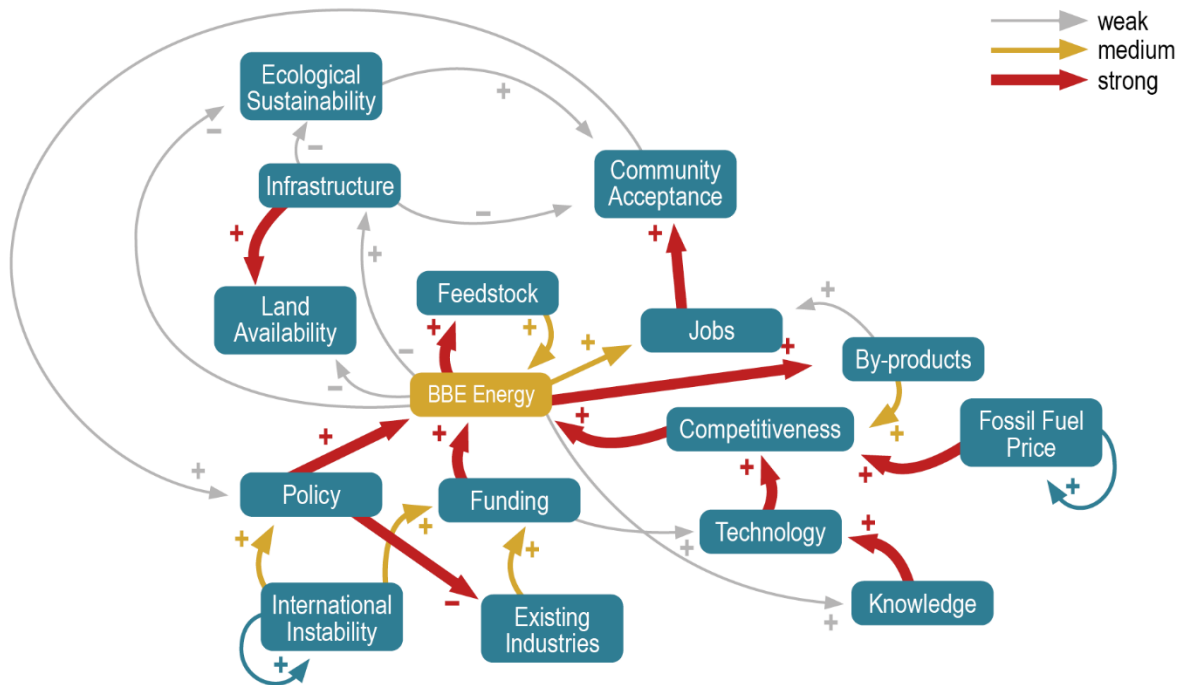 weak
medium
strong
Ecological
Sustainability
+
-
-
Infrastructure
Community
Acceptance
-
+
+
+
Land
Availability
Feedstock
+
+
+
Jobs
+
+
By-products
-
-
BBE Energy
+
+
+
Competitiveness
+
Fossil Fuel
Price
+
+
+
+
Policy
Funding
+
+
Technology
+
+
+
+
International
Instability
-
Existing
Industries
Knowledge
+
+